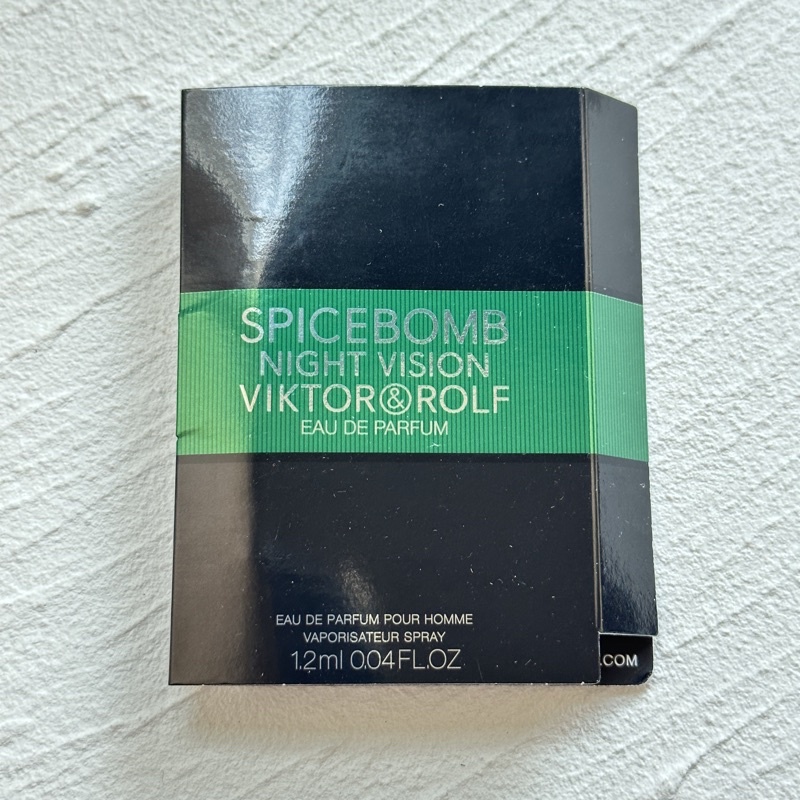 SPICEBOMB
NIGHT VISION
VIKTOR&ROLF
EAU DE PARFUM
EAU DE PARFUM POUR HOMME
VAPORISATEUR SPRAY
1.2ml 0.04FL.OZ
.COM